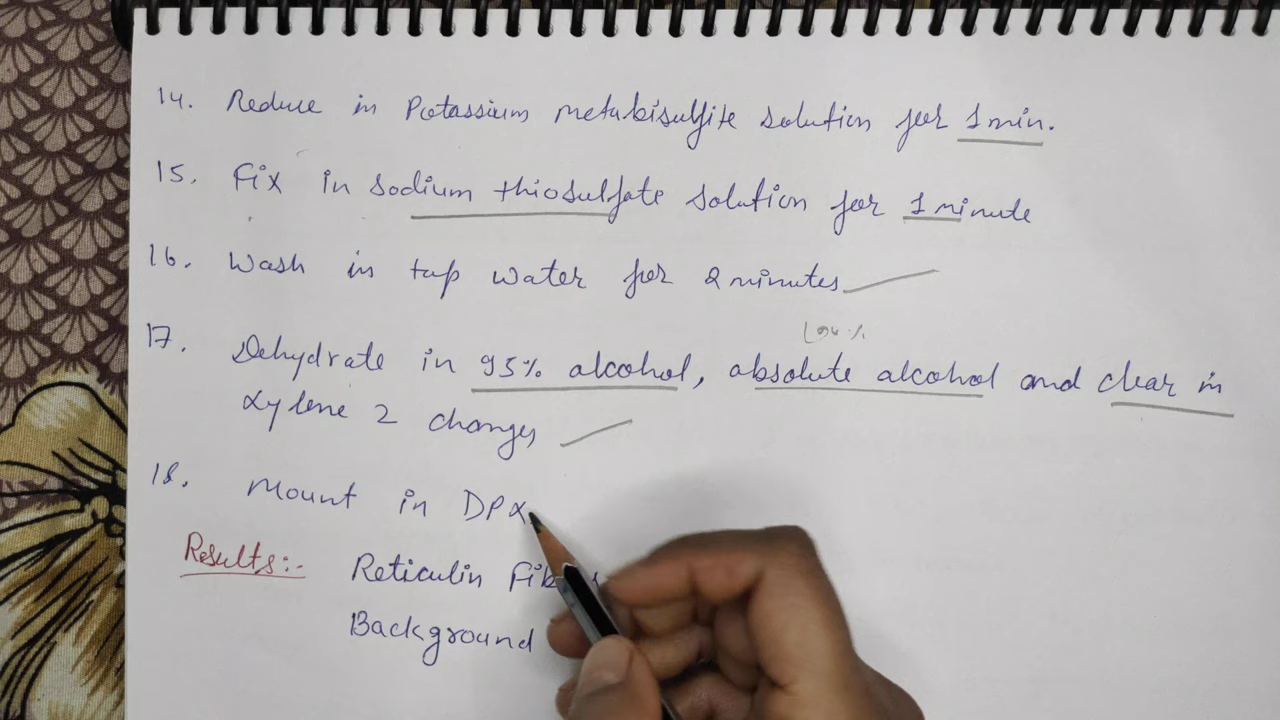 14. Reduce in Potassium metabisulfite solution for 1 min.
15. Fix in sodium thiosulfate solution for 1 minute
16. Wash in tap water for 2 minutes
17. Dehydrate in 95% alcohol, absolute alcohol and clear in
xylene 2 changes
18. Mount in DPX
Results:-
Reticulin
Background